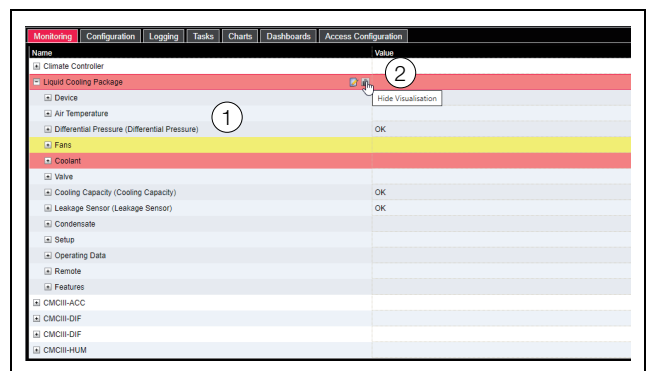 Monitoring Configuration Logging Tasks Charts Dashboards Access Configuration
Name Value
Climate Controller
Liquid Cooling Package
2
Hide Visualisation
Device
Air Temperature
1
Differential Pressure (Differential Pressure) OK
Fans
Coolant
Valve
Cooling Capacity (Cooling Capacity) OK
Leakage Sensor (Leakage Sensor) OK
Condensate
Setup
Operating Data
Remote
Features
CMCIII-ACC
CMCIII-DIF
CMCIII-DIF
CMCIII-HUM